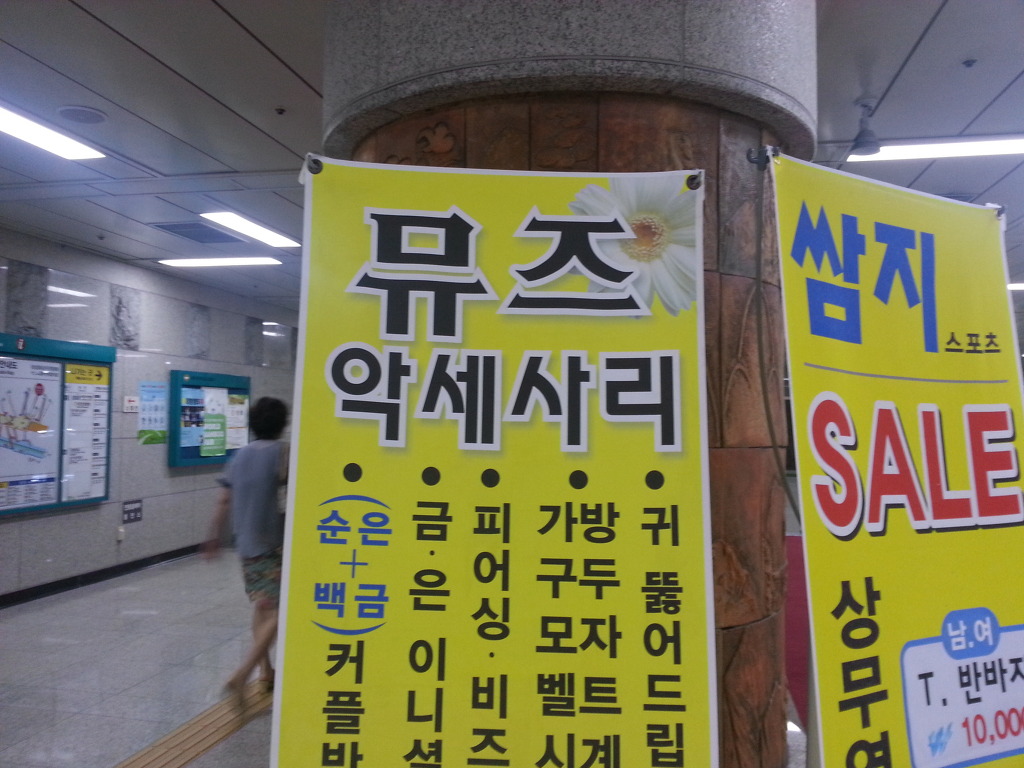 뮤즈
악세사리
순은
+
백금
커플반
금·은 이니셜
피어싱·비즈
가방
구두
모자
벨트
시계
귀 뚫어드립
쌈지
스포츠
SALE
상무역
남,여
T. 반바지
10,000